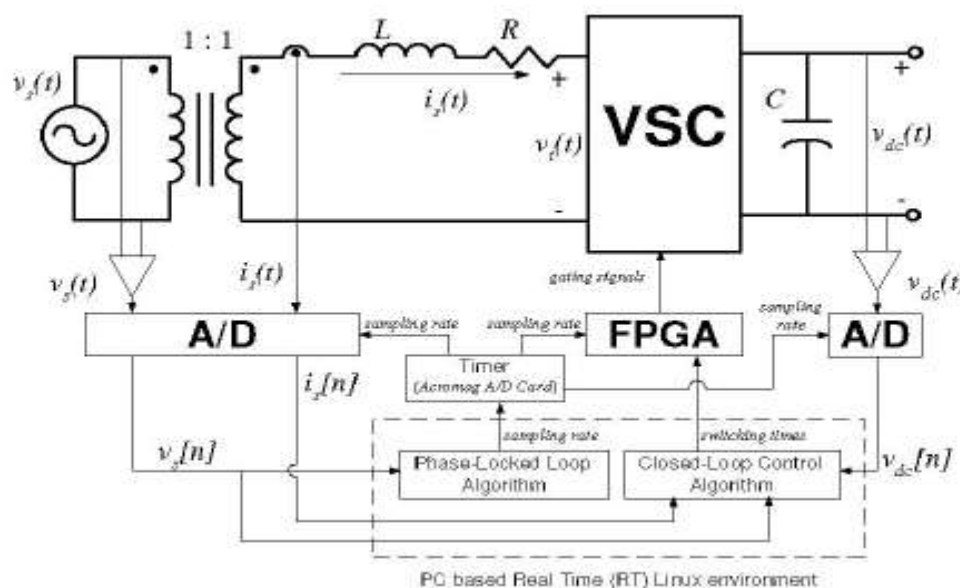 1 : 1
L
R
v_s(t)
i_s(t)
+
v_t(t)
-
VSC
C
+
v_dc(t)
-
v_s(t)
i_s(t)
gating signals
v_dc(t)
A/D
sampling rate
sampling rate
FPGA
sampling
rate
A/D
Timer
(Acromag A/D Card)
i_s[n]
v_s[n]
sampling rate
switching times
v_dc[n]
Phase-Locked Loop
Algorithm
Closed-Loop Control
Algorithm
PC based Real Time (RT) Linux environment